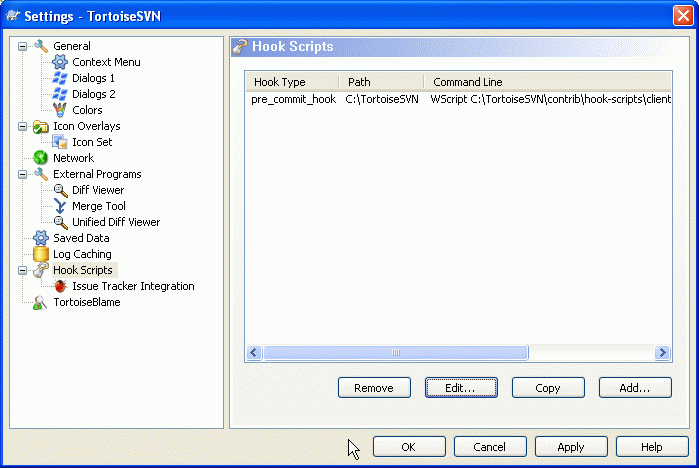 Settings - TortoiseSVN
General
Context Menu
Dialogs 1
Dialogs 2
Colors
Icon Overlays
Icon Set
Network
External Programs
Diff Viewer
Merge Tool
Unified Diff Viewer
Saved Data
Log Caching
Hook Scripts
Issue Tracker Integration
TortoiseBlame
Hook Scripts
Hook Type Path Command Line
pre_commit_hook C:\TortoiseSVN WScript C:\TortoiseSVN\contrib\hook-scripts\client
Remove Edit... Copy Add...
OK Cancel Apply Help